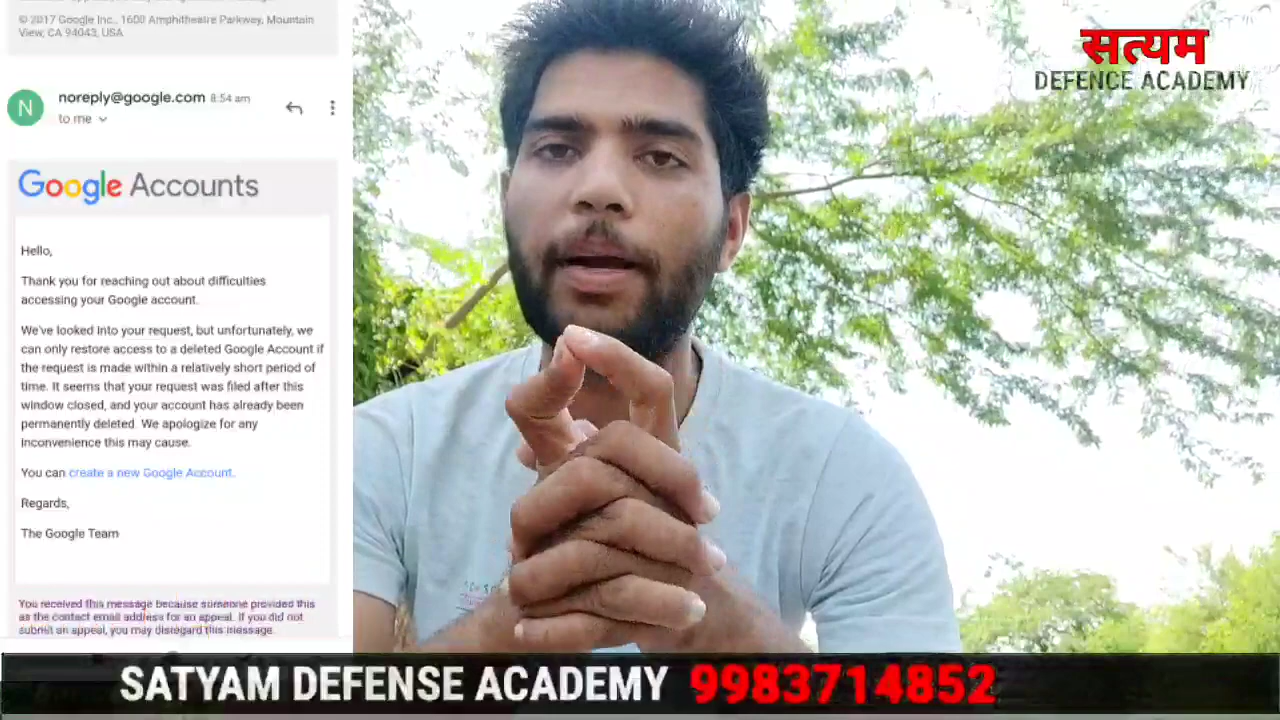 © 2017 Google Inc., 1600 Amphitheatre Parkway, Mountain
View, CA 94043, USA
N
noreply@google.com 8:54 am
to me
Google Accounts
Hello,
Thank you for reaching out about difficulties
accessing your Google account.
We've looked into your request, but unfortunately, we
can only restore access to a deleted Google Account if
the request is made within a relatively short period of
time. It seems that your request was filed after this
window closed, and your account has already been
permanently deleted. We apologize for any
inconvenience this may cause.
You can create a new Google Account.
Regards,
The Google Team
You received this message because someone provided this
as the contact email address for an appeal. If you did not
submit an appeal, you may disregard this message.
सत्यम
DEFENCE ACADEMY
SATYAM DEFENSE ACADEMY 9983714852